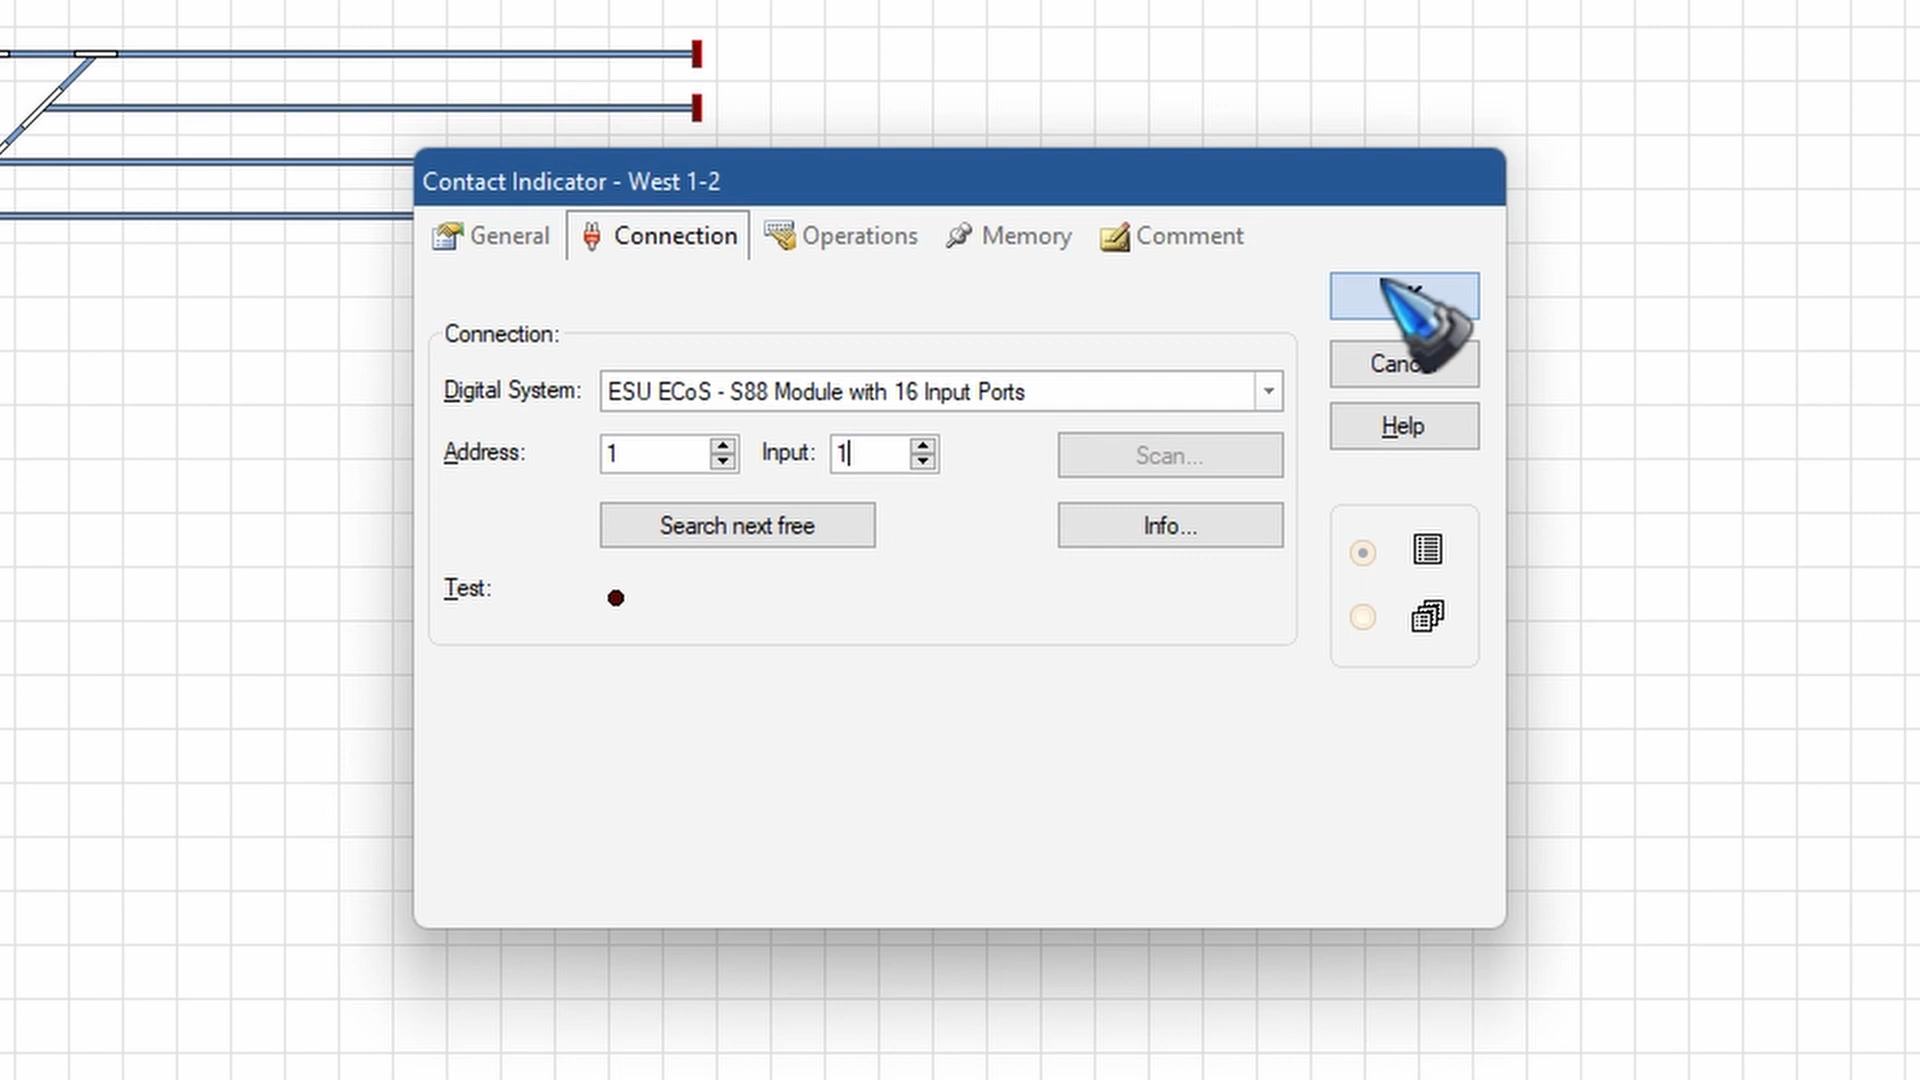 Contact Indicator - West 1-2
General Connection Operations Memory Comment
Connection:
Digital System: ESU ECoS - S88 Module with 16 Input Ports
Address: 1 Input: 1 Scan...
Help
Search next free Info...
Test: